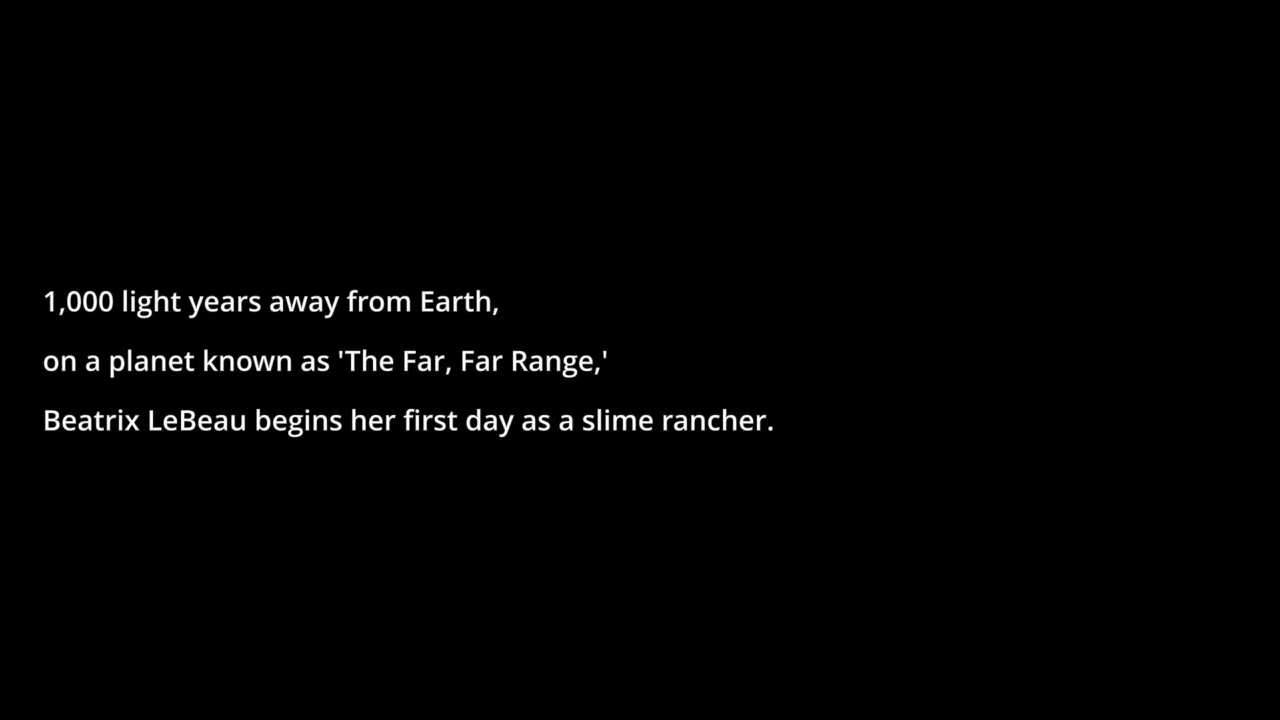 1,000 light years away from Earth,
on a planet known as 'The Far, Far Range,'
Beatrix LeBeau begins her first day as a slime rancher.